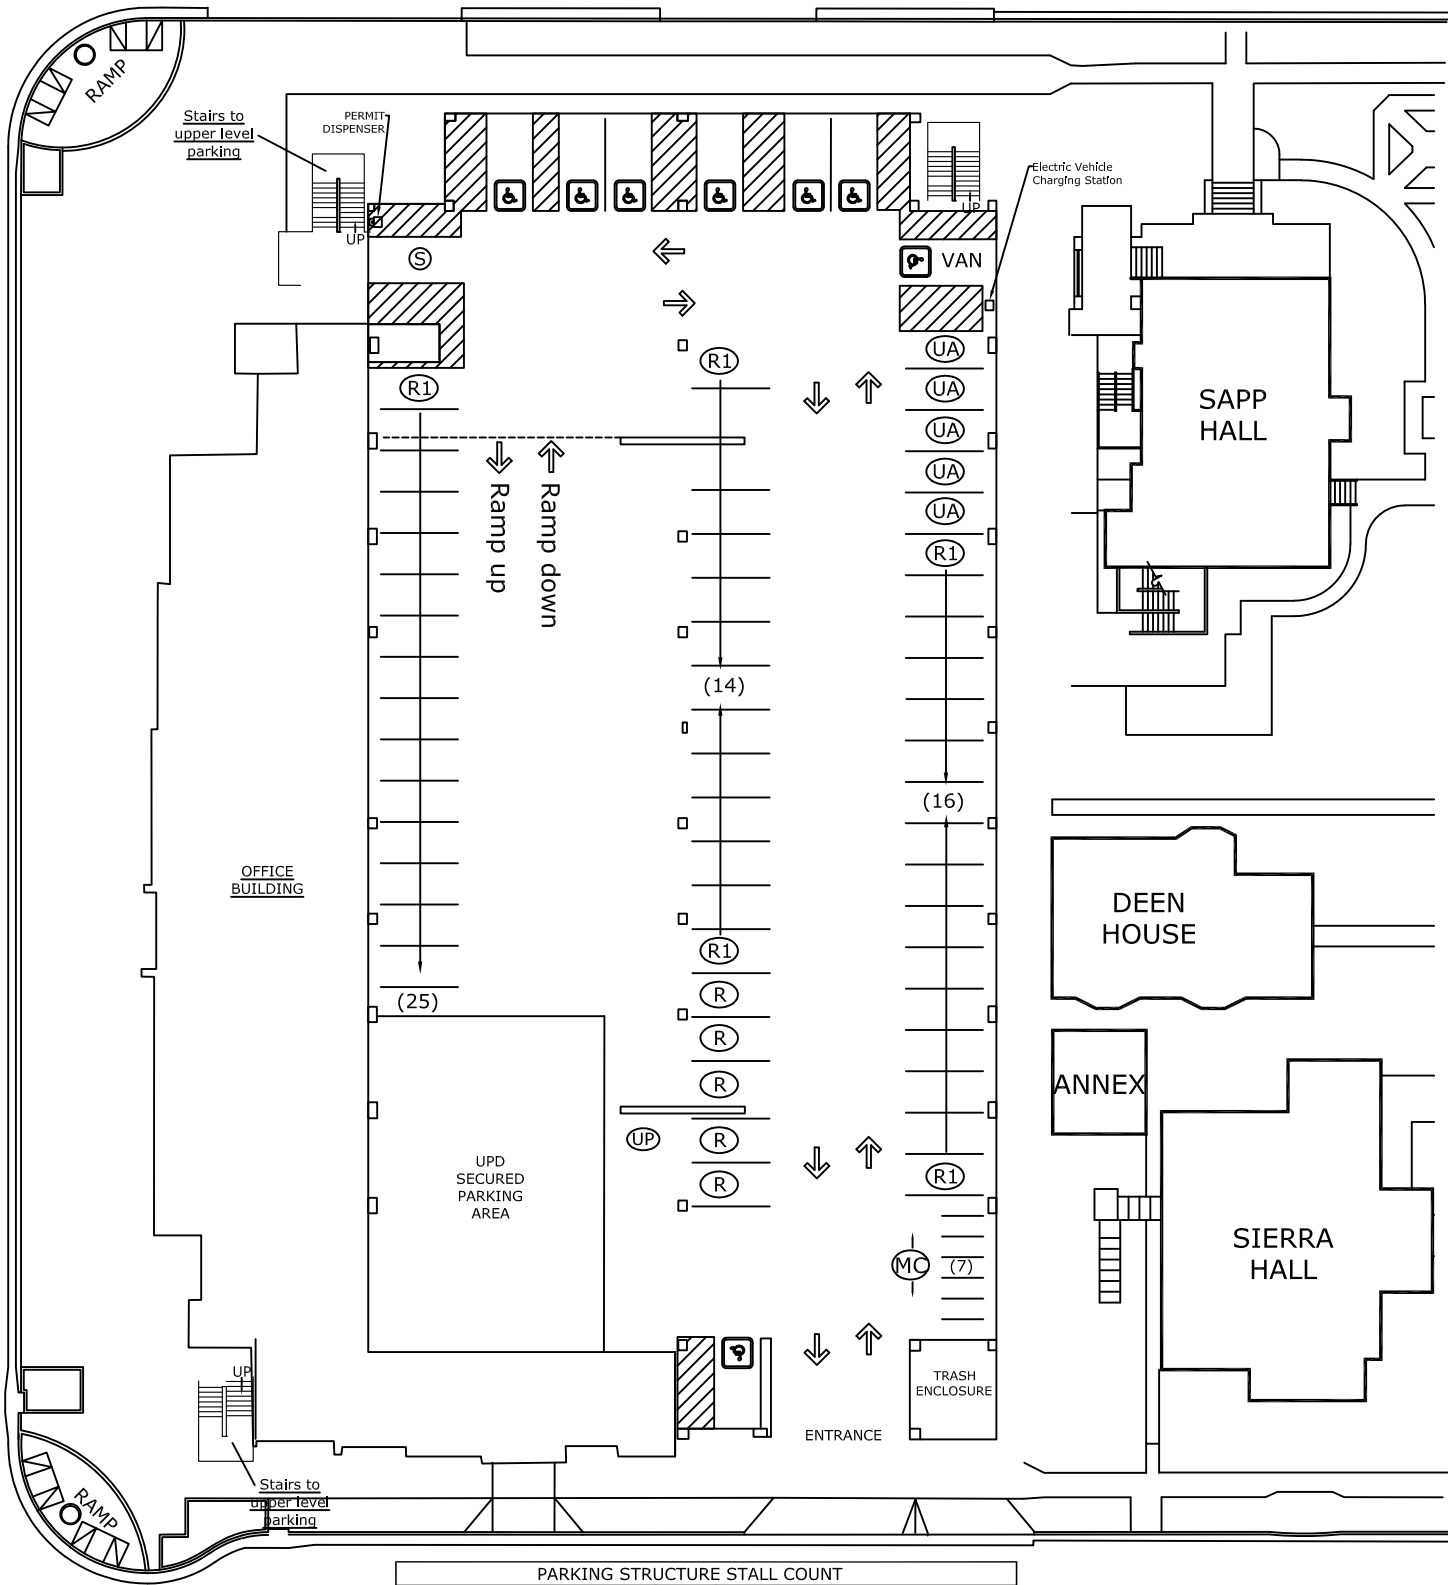 RAMP
Stairs to
upper level
parking
PERMIT
DISPENSER
UP
UP
Electric Vehicle
Charging Station
S
VAN
R1
R1
UA
UA
UA
UA
UA
R1
Ramp up
Ramp down
SAPP
HALL
(14)
(16)
OFFICE
BUILDING
DEEN
HOUSE
R1
(25)
R
R
R
R
R
UP
ANNEX
UPD
SECURED
PARKING
AREA
R1
MC
(7)
SIERRA
HALL
UP
TRASH
ENCLOSURE
ENTRANCE
Stairs to
upper level
parking
RAMP
PARKING STRUCTURE STALL COUNT